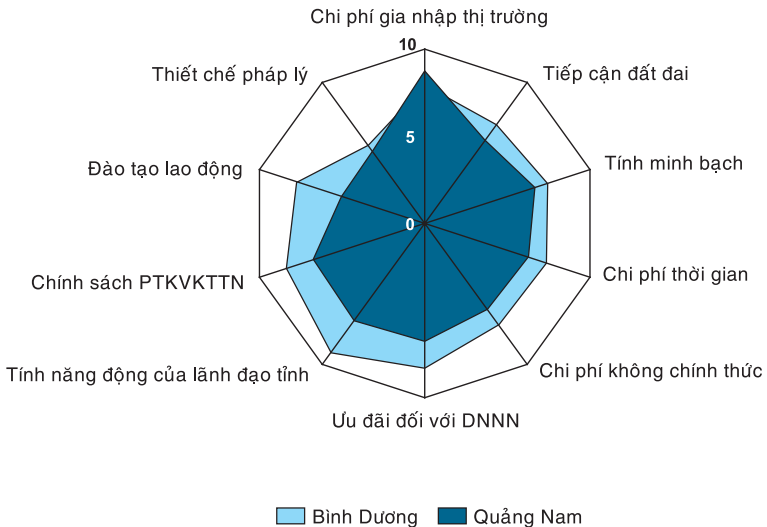 Chi phí gia nhập thị trường
10
Thiết chế pháp lý
Tiếp cận đất đai
5
Đào tạo lao động
Tính minh bạch
0
Chính sách PTKVKTTN
Chi phí thời gian
Tính năng động của lãnh đạo tỉnh
Chi phí không chính thức
Ưu đãi đối với DNNN
Bình Dương
Quảng Nam